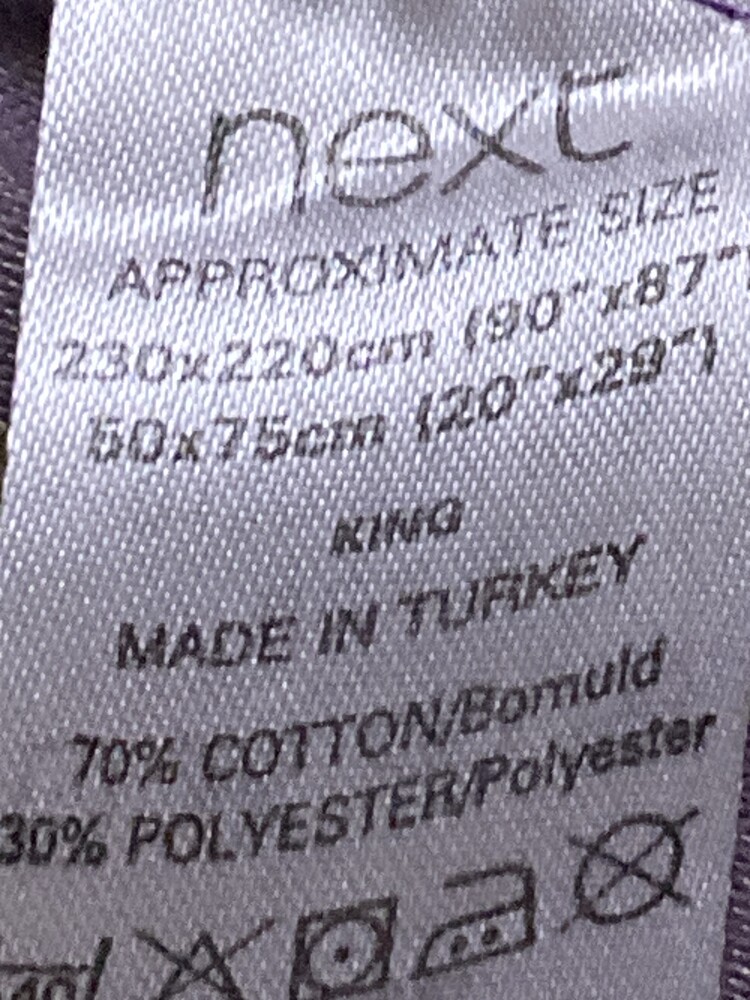 next
APPROXIMATE SIZE
230x220cm (90"x87")
50x75cm (20"x29")
KING
MADE IN TURKEY
70% COTTON/Bomuld
30% POLYESTER/Polyester
40